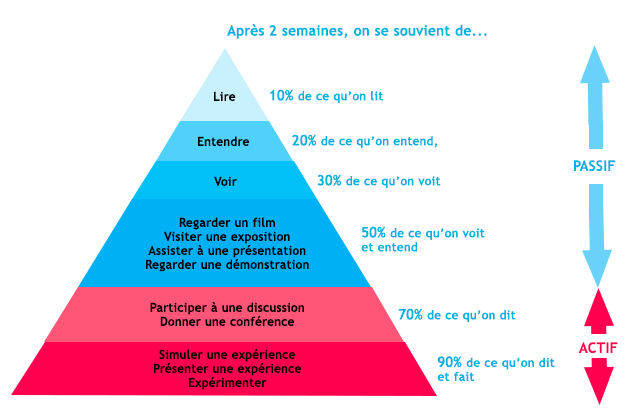 Après 2 semaines, on se souvient de...
Lire
10% de ce qu'on lit
Entendre
20% de ce qu'on entend,
Voir
30% de ce qu'on voit
PASSIF
Regarder un film
Visiter une exposition
Assister à une présentation
Regarder une démonstration
50% de ce qu'on voit
et entend
Participer à une discussion
Donner une conférence
70% de ce qu'on dit
ACTIF
Simuler une expérience
Présenter une expérience
Expérimenter
90% de ce qu'on dit
et fait